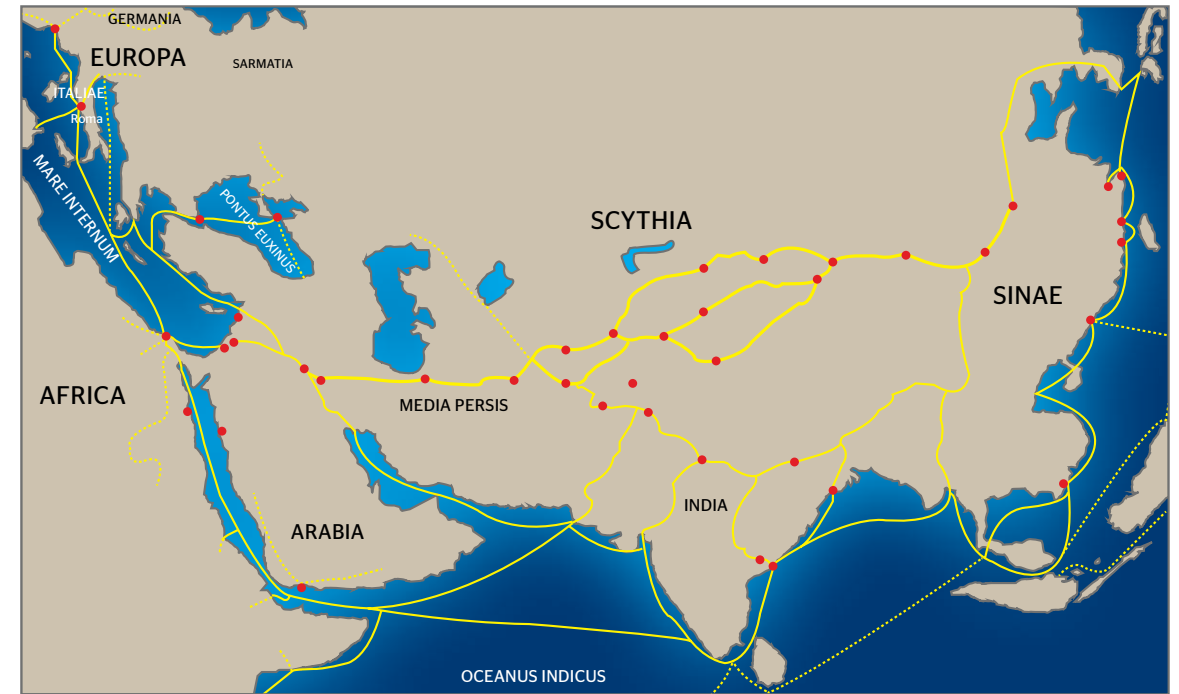 GERMANIA
EUROPA
SARMATIA
ITALIAE
Roma
MARE INTERNUM
PONTUS EUXINUS
SCYTHIA
SINAE
AFRICA
MEDIA PERSIS
ARABIA
INDIA
OCEANUS INDICUS